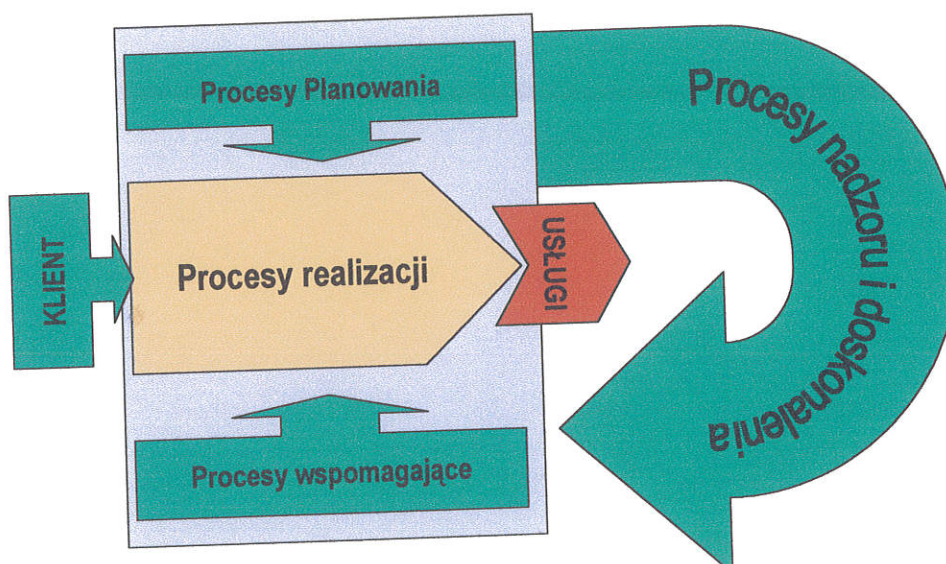 Procesy Planowania
KLIENT
Procesy realizacji
USŁUGI
Procesy wspomagające
Procesy nadzoru i doskonalenia